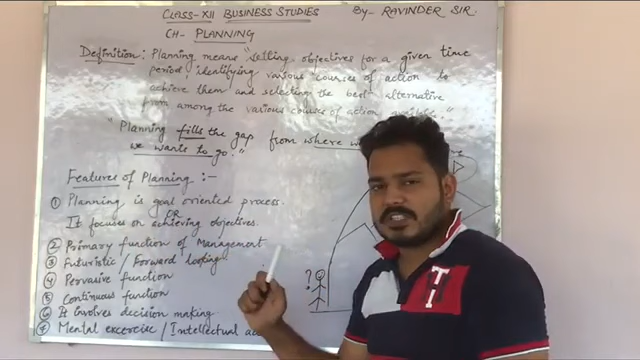 CLASS-XII BUSINESS STUDIES By- RAVINDER SIR.
CH- PLANNING
Definition: Planning means "setting objectives for a given time
period, identifying various courses of action to
achieve them and selecting the best alternative
from among the various courses of action available."
"Planning fills the gap from where w
we wants to go."
Features of Planning :-
① Planning is goal oriented process.
OR
It focuses on achieving objectives.
② Primary function of Management
③ Futuristic / Forward looking
④ Pervasive function
⑤ Continuous function
⑥ It Involves decision making
⑦ Mental excercise / Intellectual ac
?
T
H
I